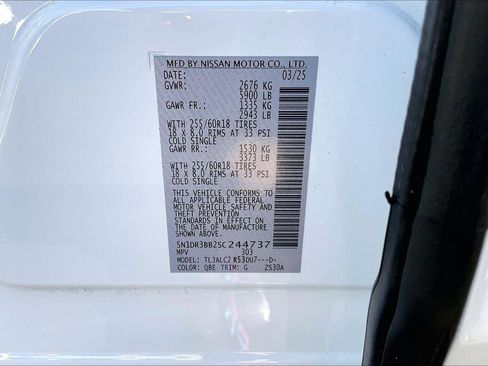 MFD BY NISSAN MOTOR CO., LTD.
DATE: 03/25
GVWR: 2676 KG
5900 LB
GAWR FR.: 1335 KG
2943 LB
WITH 255/60R18 TIRES
18 X 8.0 RIMS AT 33 PSI
COLD SINGLE
GAWR RR.: 1530 KG
3373 LB
WITH 255/60R18 TIRES
18 X 8.0 RIMS AT 33 PSI
COLD SINGLE
THIS VEHICLE CONFORMS TO
ALL APPLICABLE FEDERAL
MOTOR VEHICLE SAFETY AND
THEFT PREVENTION
STANDARDS IN EFFECT ON
THE DATE OF MANUFACTURE
SHOWN ABOVE.
5N1DR3BB2SC244737
MPV 303
MODEL: TLJALC2 R53DU7---D-
COLOR: QBE TRIM: G ZS30A